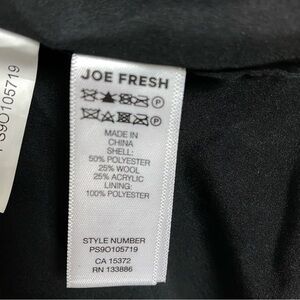 JOE FRESH
P
P
MADE IN
CHINA
SHELL:
50% POLYESTER
25% WOOL
25% ACRYLIC
LINING:
100% POLYESTER
STYLE NUMBER
PS9O105719
CA 15372
RN 133886
PS9O105719